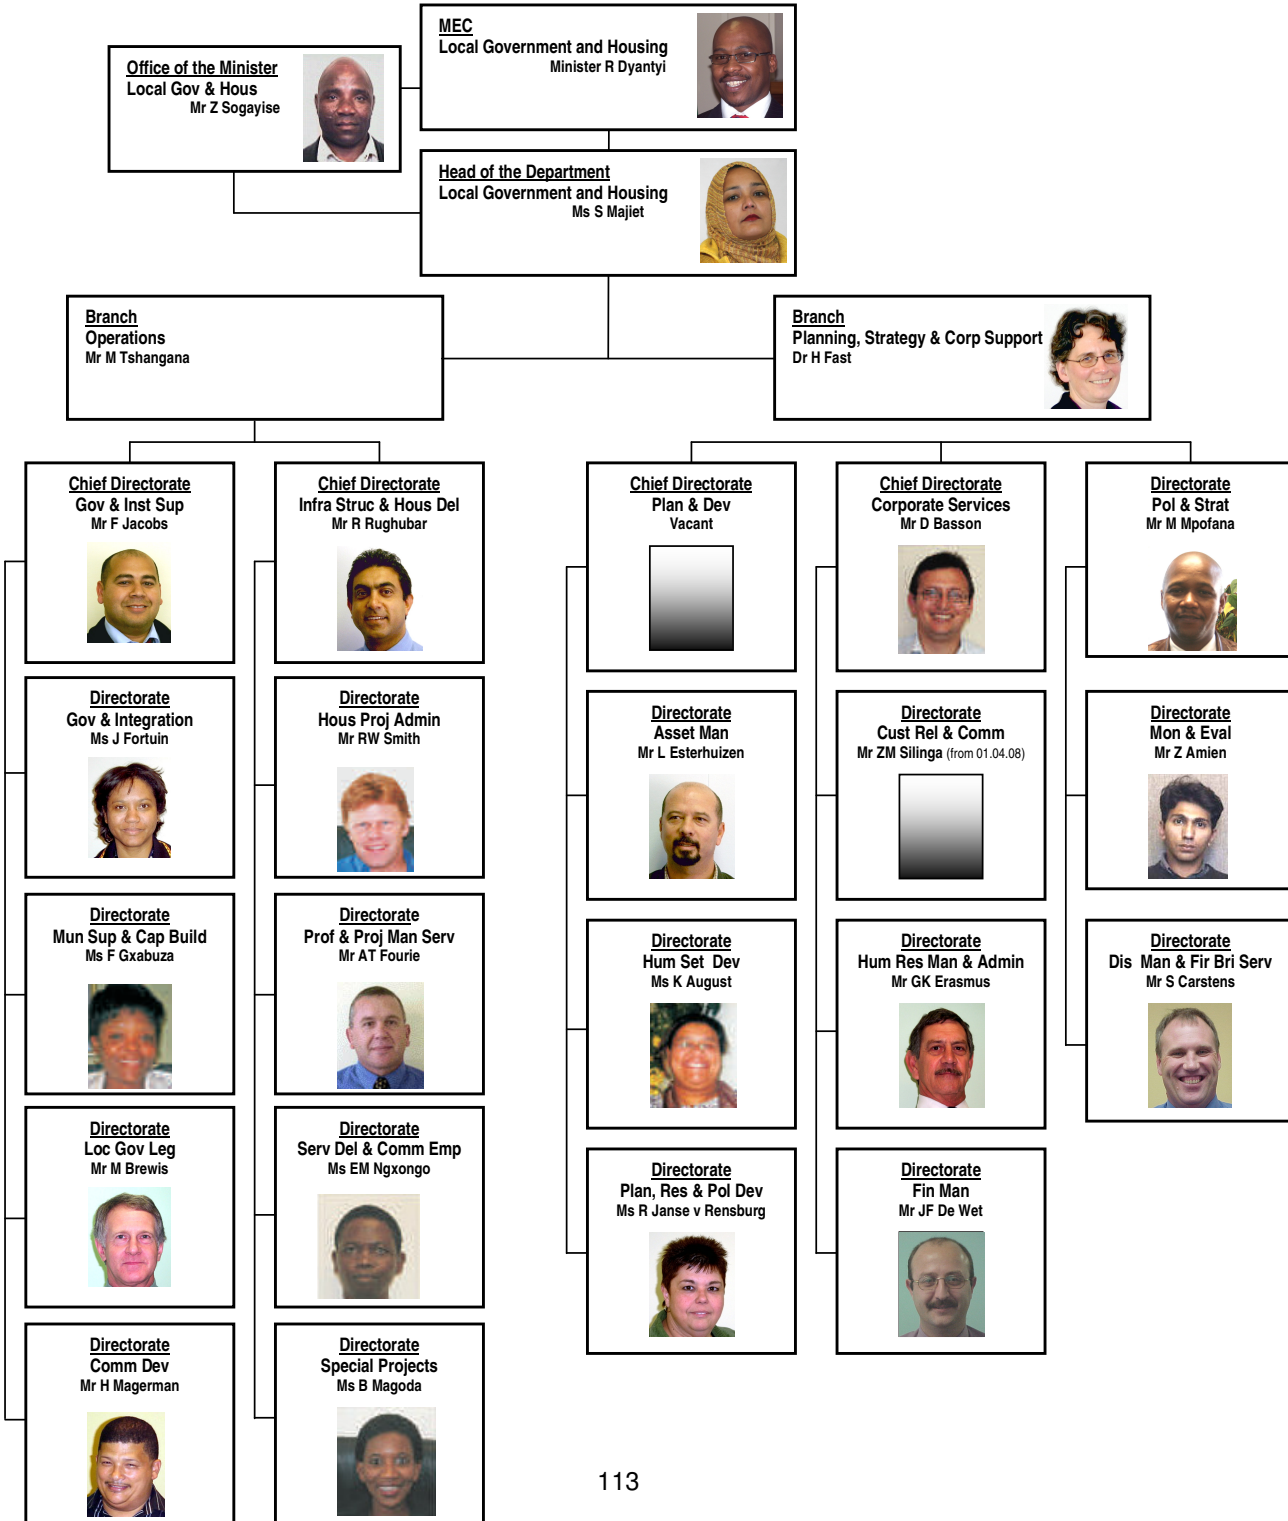 MEC
Local Government and Housing
Minister R Dyantyi
Office of the Minister
Local Gov & Hous
Mr Z Sogayise
Head of the Department
Local Government and Housing
Ms S Majiet
Branch
Operations
Mr M Tshangana
Branch
Planning, Strategy & Corp Support
Dr H Fast
Chief Directorate
Gov & Inst Sup
Mr F Jacobs
Chief Directorate
Infra Struc & Hous Del
Mr R Rughubar
Chief Directorate
Plan & Dev
Vacant
Chief Directorate
Corporate Services
Mr D Basson
Directorate
Pol & Strat
Mr M Mpofana
Directorate
Gov & Integration
Ms J Fortuin
Directorate
Hous Proj Admin
Mr RW Smith
Directorate
Asset Man
Mr L Esterhuizen
Directorate
Cust Rel & Comm
Mr ZM Silinga (from 01.04.08)
Directorate
Mon & Eval
Mr Z Amien
Directorate
Mun Sup & Cap Build
Ms F Gxabuza
Directorate
Prof & Proj Man Serv
Mr AT Fourie
Directorate
Hum Set Dev
Ms K August
Directorate
Hum Res Man & Admin
Mr GK Erasmus
Directorate
Dis Man & Fir Bri Serv
Mr S Carstens
Directorate
Loc Gov Leg
Mr M Brewis
Directorate
Serv Del & Comm Emp
Ms EM Ngxongo
Directorate
Plan, Res & Pol Dev
Ms R Janse v Rensburg
Directorate
Fin Man
Mr JF De Wet
Directorate
Comm Dev
Mr H Magerman
Directorate
Special Projects
Ms B Magoda
113